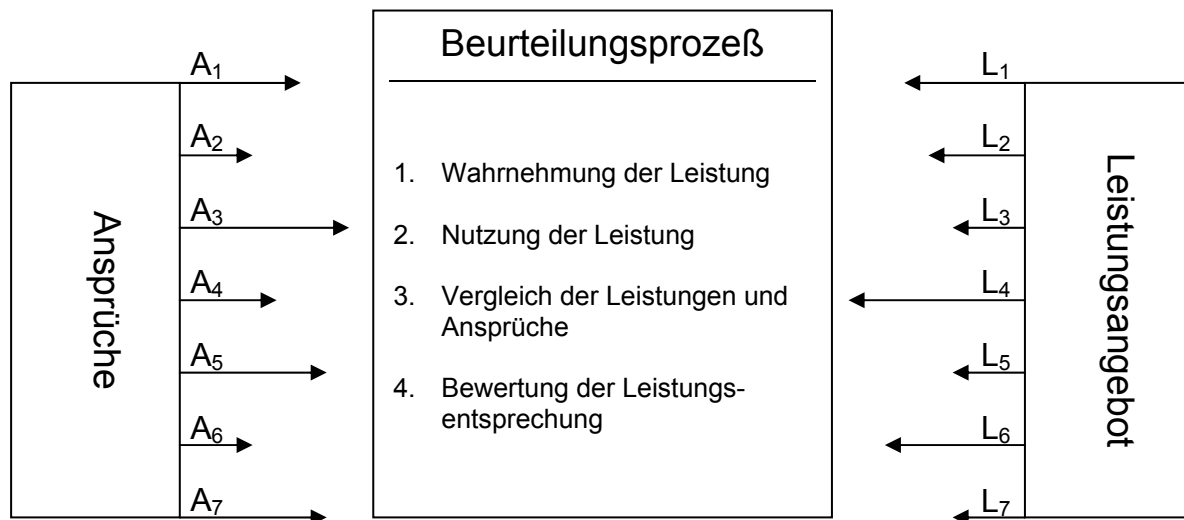 Ansprüche
A₁
A₂
A₃
A₄
A₅
A₆
A₇
Beurteilungsprozeß
1. Wahrnehmung der Leistung
2. Nutzung der Leistung
3. Vergleich der Leistungen und
Ansprüche
4. Bewertung der Leistungs-
entsprechung
L₁
L₂
L₃
L₄
L₅
L₆
L₇
Leistungsangebot